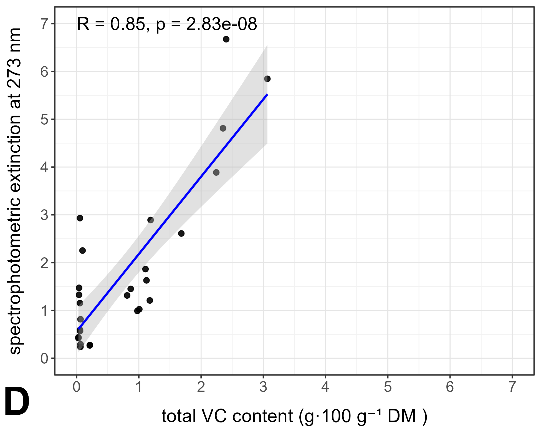 R = 0.85, p = 2.83e-08
spectrophotometric extinction at 273 nm
7
6
5
4
3
2
1
0
0 1 2 3 4 5 6 7
total VC content (g·100 g⁻¹ DM )
D